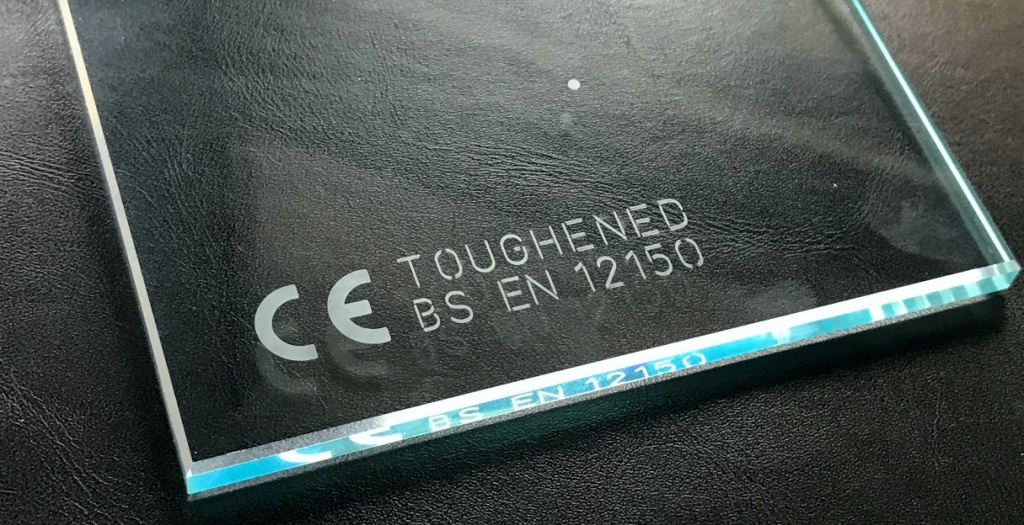 CE TOUGHENED
BS EN 12150